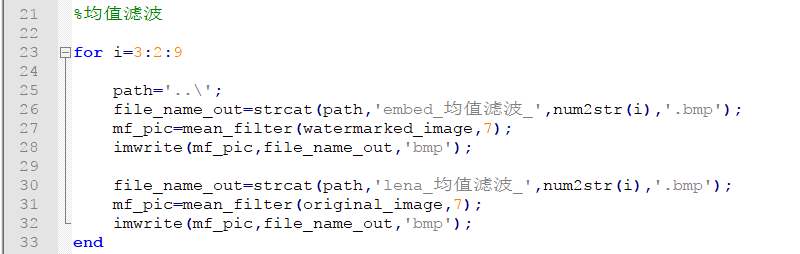 21 %均值滤波
22
23 for i=3:2:9
24
25 path='..\';
26 file_name_out=strcat(path,'embed_均值滤波_',num2str(i),'.bmp');
27 mf_pic=mean_filter(watermarked_image,7);
28 imwrite(mf_pic,file_name_out,'bmp');
29
30 file_name_out=strcat(path,'lena_均值滤波_',num2str(i),'.bmp');
31 mf_pic=mean_filter(original_image,7);
32 imwrite(mf_pic,file_name_out,'bmp');
33 end